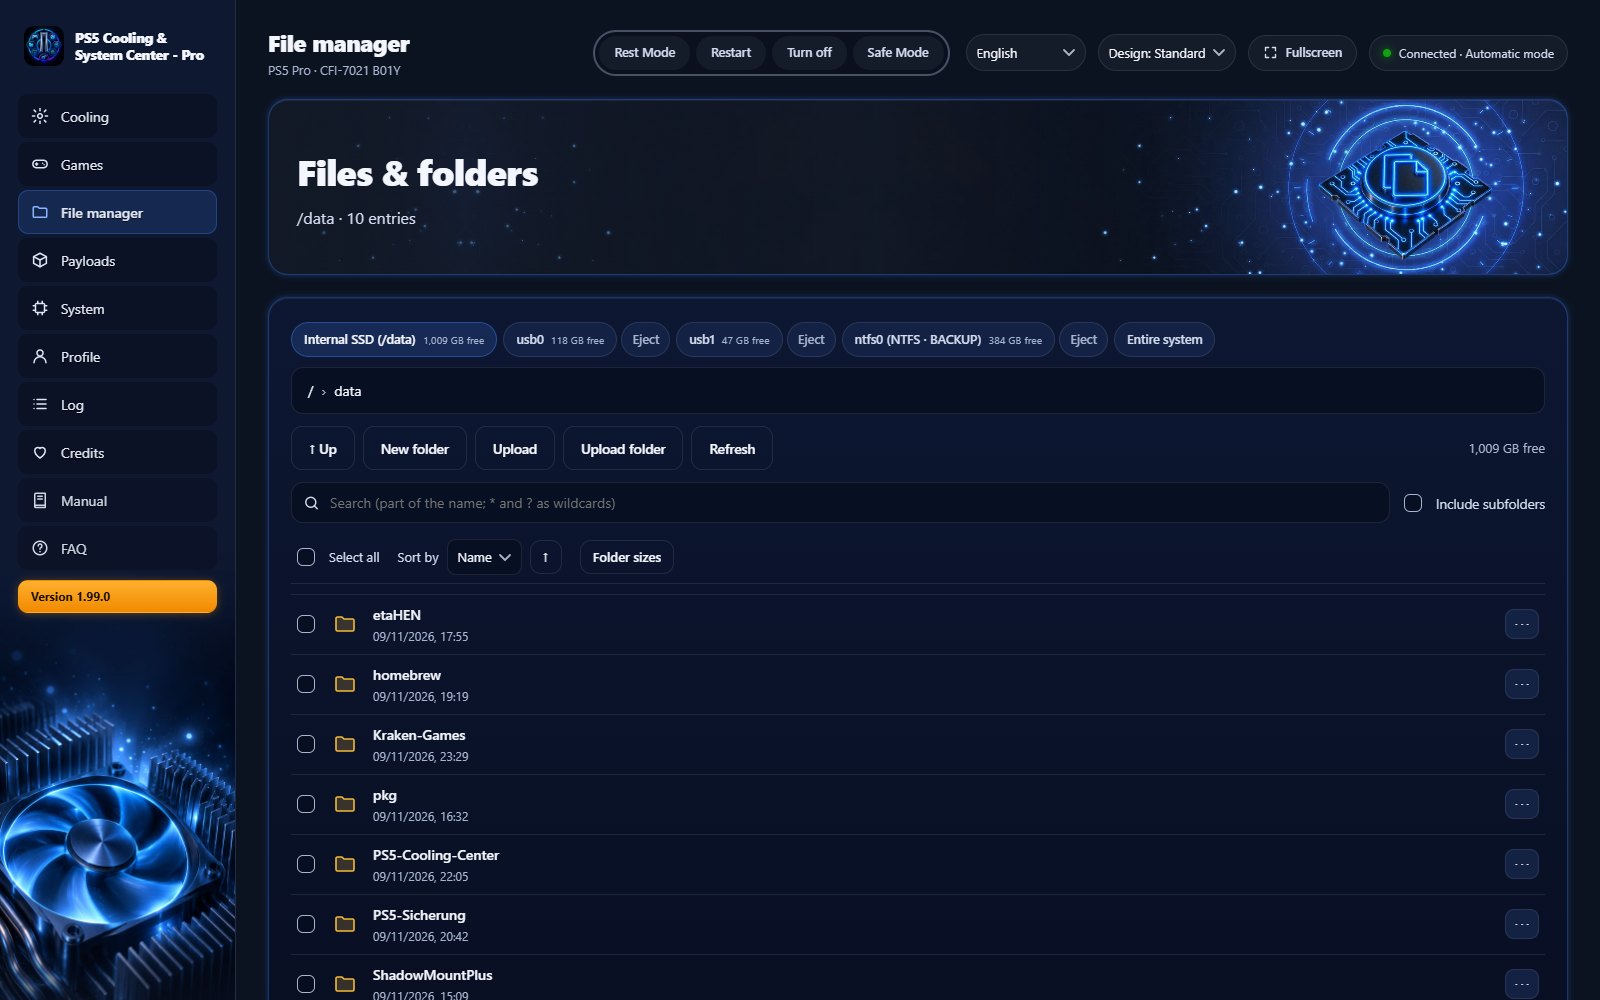 PS5 Cooling &
System Center - Pro
Cooling
Games
File manager
Payloads
System
Profile
Log
Credits
Manual
FAQ
Version 1.99.0
File manager
PS5 Pro · CFI-7021 B01Y
Rest Mode
Restart
Turn off
Safe Mode
English
Design: Standard
Fullscreen
Connected · Automatic mode
Files & folders
/data · 10 entries
Internal SSD (/data) 1,009 GB free
usb0 118 GB free
Eject
usb1 47 GB free
Eject
ntfs0 (NTFS · BACKUP) 384 GB free
Eject
Entire system
/ › data
↑ Up
New folder
Upload
Upload folder
Refresh
1,009 GB free
Search (part of the name; * and ? as wildcards)
Include subfolders
Select all
Sort by
Name
↑
Folder sizes
etaHEN
09/11/2026, 17:55
homebrew
09/11/2026, 19:19
Kraken-Games
09/11/2026, 23:29
pkg
09/11/2026, 16:32
PS5-Cooling-Center
09/11/2026, 22:05
PS5-Sicherung
09/11/2026, 20:42
ShadowMountPlus
09/11/2026, 15:09